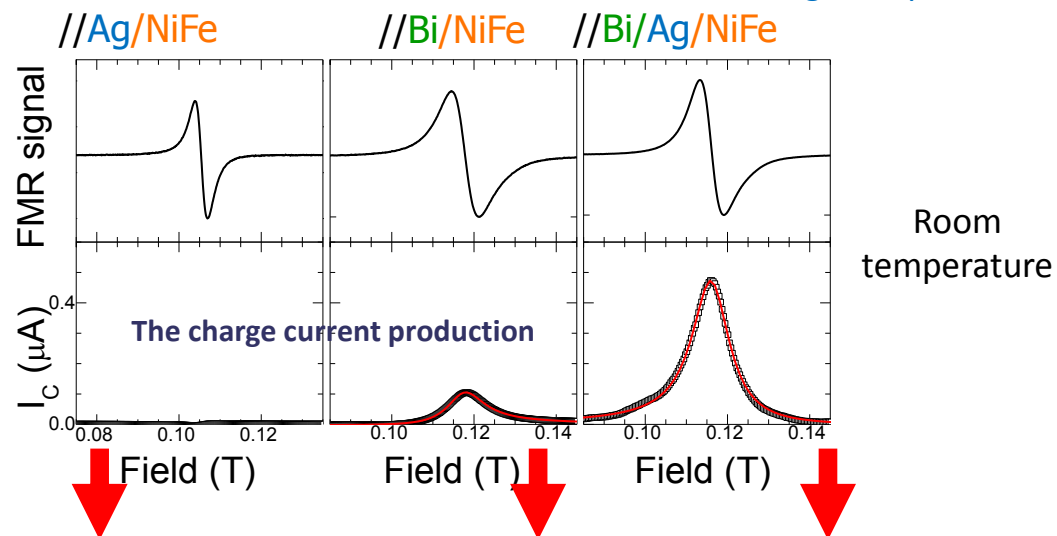 //Ag/NiFe //Bi/NiFe //Bi/Ag/NiFe
FMR signal
Room
temperature
I_C (μA)
0.4
0.0
The charge current production
0.08 0.10 0.12 0.10 0.12 0.14 0.10 0.12 0.14
Field (T) Field (T) Field (T)